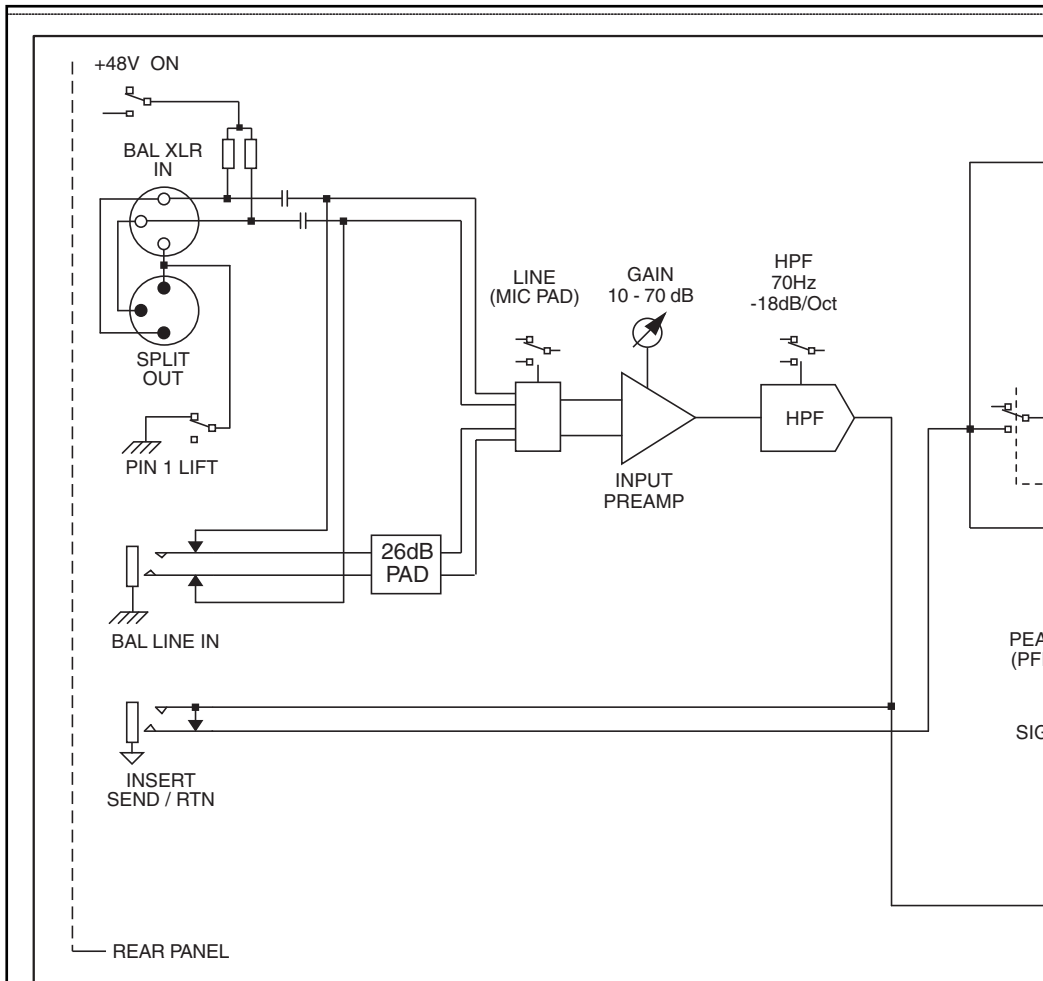 +48V ON
BAL XLR
IN
SPLIT
OUT
PIN 1 LIFT
LINE
(MIC PAD)
GAIN
10 - 70 dB
HPF
70Hz
-18dB/Oct
HPF
INPUT
PREAMP
26dB
PAD
BAL LINE IN
INSERT
SEND / RTN
REAR PANEL